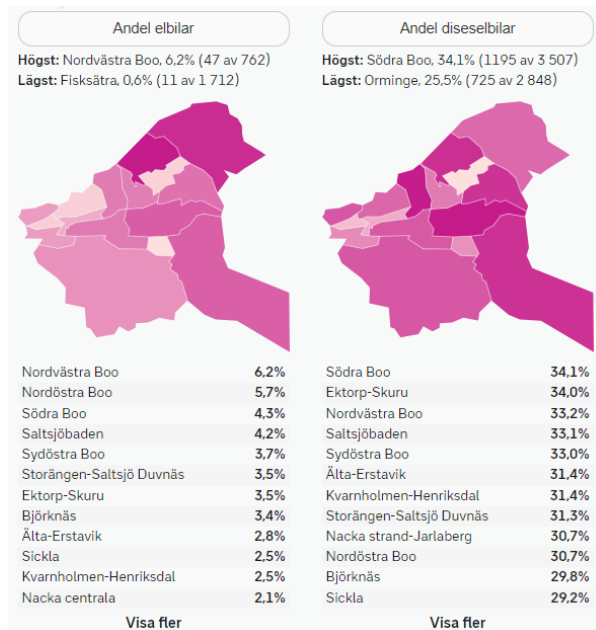 Andel elbilar
Högst: Nordvästra Boo, 6,2% (47 av 762)
Lägst: Fisksätra, 0,6% (11 av 1 712)
Nordvästra Boo 6,2%
Nordöstra Boo 5,7%
Södra Boo 4,3%
Saltsjöbaden 4,2%
Sydöstra Boo 3,7%
Storängen-Saltsjö Duvnäs 3,5%
Ektorp-Skuru 3,5%
Björknäs 3,4%
Älta-Erstavik 2,8%
Sickla 2,5%
Kvarnholmen-Henriksdal 2,5%
Nacka centrala 2,1%
Visa fler
Andel diseselbilar
Högst: Södra Boo, 34,1% (1195 av 3 507)
Lägst: Orminge, 25,5% (725 av 2 848)
Södra Boo 34,1%
Ektorp-Skuru 34,0%
Nordvästra Boo 33,2%
Saltsjöbaden 33,1%
Sydöstra Boo 33,0%
Älta-Erstavik 31,4%
Kvarnholmen-Henriksdal 31,4%
Storängen-Saltsjö Duvnäs 31,3%
Nacka strand-Jarlaberg 30,7%
Nordöstra Boo 30,7%
Björknäs 29,8%
Sickla 29,2%
Visa fler